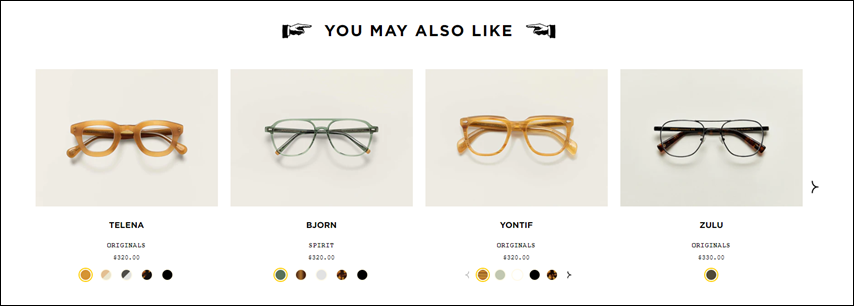 YOU MAY ALSO LIKE
TELENA
ORIGINALS
$320.00
BJORN
SPIRIT
$320.00
YONTIF
ORIGINALS
$320.00
ZULU
ORIGINALS
$330.00